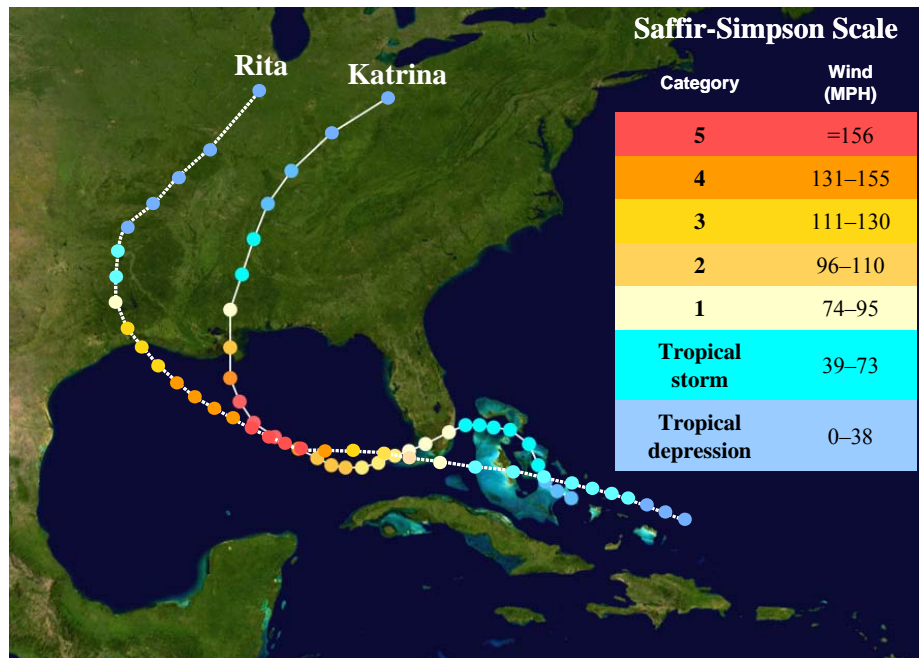 Saffir-Simpson Scale
Rita
Katrina
Category
Wind
(MPH)
5 =156
4 131–155
3 111–130
2 96–110
1 74–95
Tropical
storm
39–73
Tropical
depression
0–38